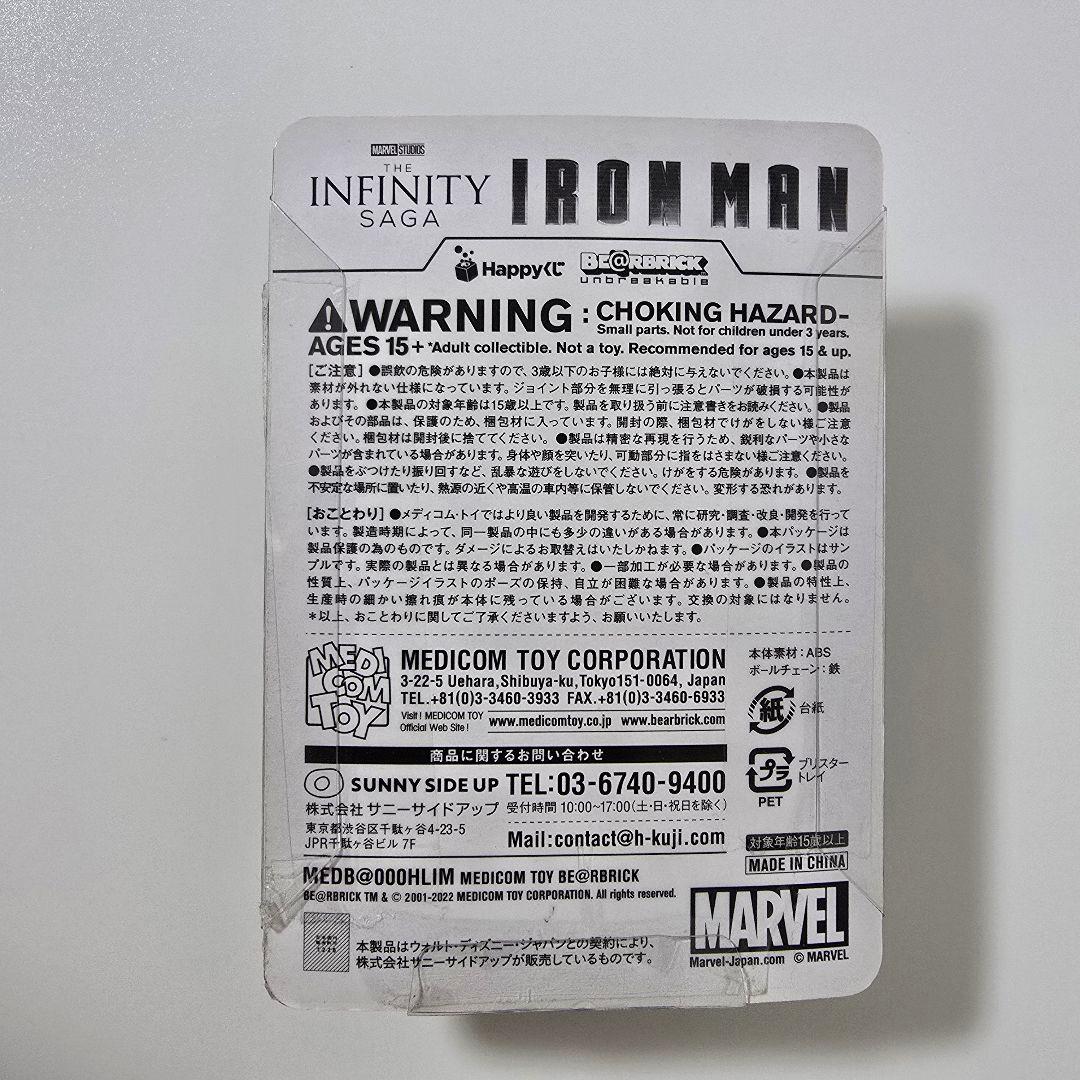 MARVEL STUDIOS
THE
INFINITY
SAGA
IRON MAN
Happyくじ
BE@RBRICK
unbreakable
WARNING : CHOKING HAZARD-
Small parts. Not for children under 3 years.
AGES 15+ *Adult collectible. Not a toy. Recommended for ages 15 & up.
[ご注意] ●誤飲の危険がありますので、3歳以下のお子様には絶対に与えないでください。●本製品は
素材が外れない仕様になっています。ジョイント部分を無理に引っ張るとパーツが破損する可能性が
あります。●本製品の対象年齢は15歳以上です。製品を取り扱う前に注意書きをお読みください。●製品
およびその部品は、保護のため、梱包材に入っています。開封の際、梱包材でけがをしない様ご注意
ください。梱包材は開封後に捨ててください。●製品は精密な再現を行うため、鋭利なパーツや小さな
パーツが含まれている場合があります。身体や顔を突いたり、可動部分に指をはさまない様ご注意ください。
●製品をぶつけたり振り回すなど、乱暴な遊びをしないでください。けがをする危険があります。●製品を
不安定な場所に置いたり、熱源の近くや高温の車内等に保管しないでください。変形する恐れがあります。
[おことわり] ●メディコム・トイではより良い製品を開発するために、常に研究・調査・改良・開発を行って
います。製造時期によって、同一製品の中にも多少の違いがある場合があります。●本パッケージは
製品保護の為のものです。ダメージによるお取替えはいたしかねます。●パッケージのイラストはサン
プルです。実際の製品とは異なる場合があります。●一部加工が必要な場合があります。●製品の
性質上、パッケージイラストのポーズの保持、自立が困難な場合があります。●製品の特性上、
生産時の細かい擦れ痕が本体に残っている場合がございます。交換の対象にはなりません。
*以上、おことわりに関してご了承くださいますよう、お願いいたします。
MEDI
COM
TOY
MEDICOM TOY CORPORATION
3-22-5 Uehara,Shibuya-ku,Tokyo151-0064, Japan
TEL.+81(0)3-3460-3933 FAX.+81(0)3-3460-6933
Visit! MEDICOM TOY
Official Web Site!
www.medicomtoy.co.jp www.bearbrick.com
本体素材:ABS
ボールチェーン:鉄
紙 台紙
プラ ブリスター
トレイ
PET
商品に関するお問い合わせ
SUNNY SIDE UP TEL:03-6740-9400
株式会社 サニーサイドアップ 受付時間 10:00~17:00(土・日・祝日を除く)
東京都渋谷区千駄ヶ谷4-23-5
JPR千駄ヶ谷ビル 7F
Mail:contact@h-kuji.com
対象年齢15歳以上
MADE IN CHINA
MEDB@000HLIM MEDICOM TOY BE@RBRICK
BE@RBRICK TM & © 2001-2022 MEDICOM TOY CORPORATION. All rights reserved.
MARVEL
Marvel-Japan.com © MARVEL
本製品はウォルト・ディズニー・ジャパンとの契約により、
株式会社サニーサイドアップが販売しているものです。